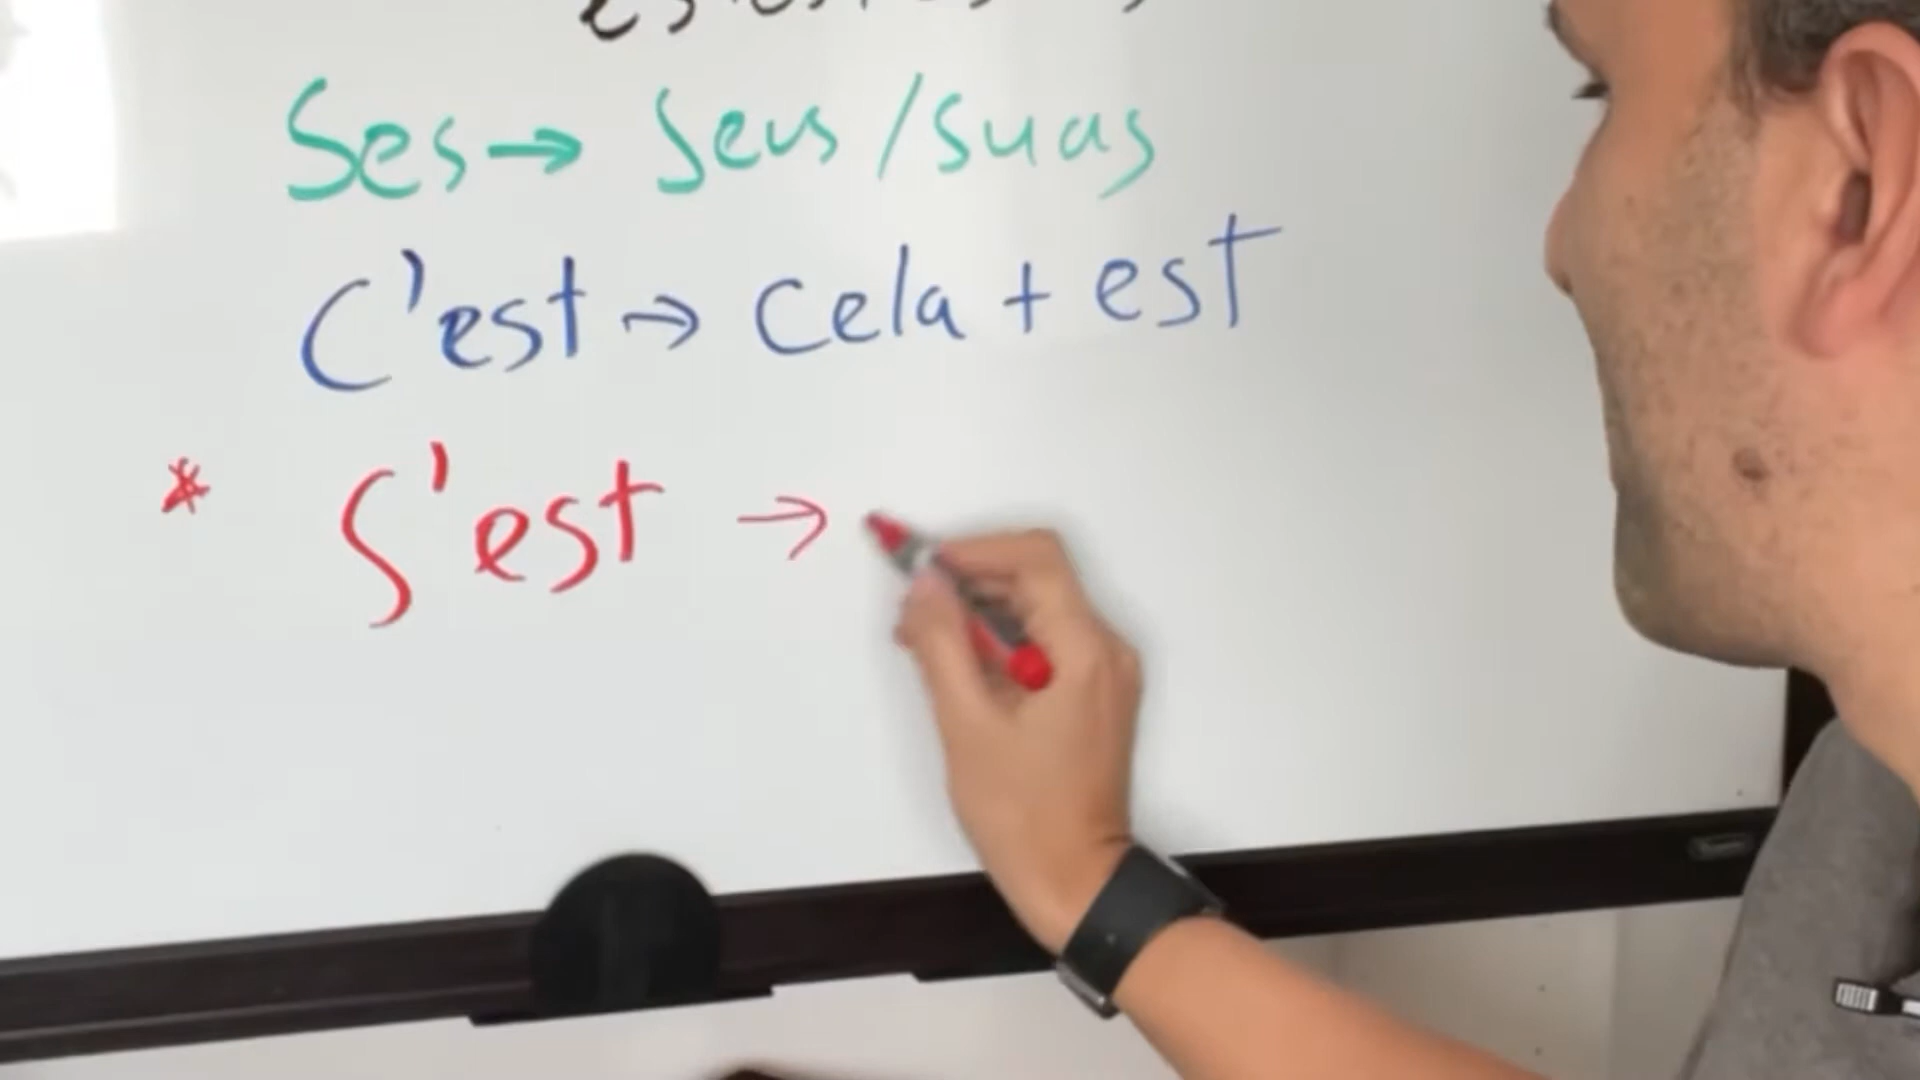 Ses → Seus / Suas
C'est → Cela + est
* S'est →